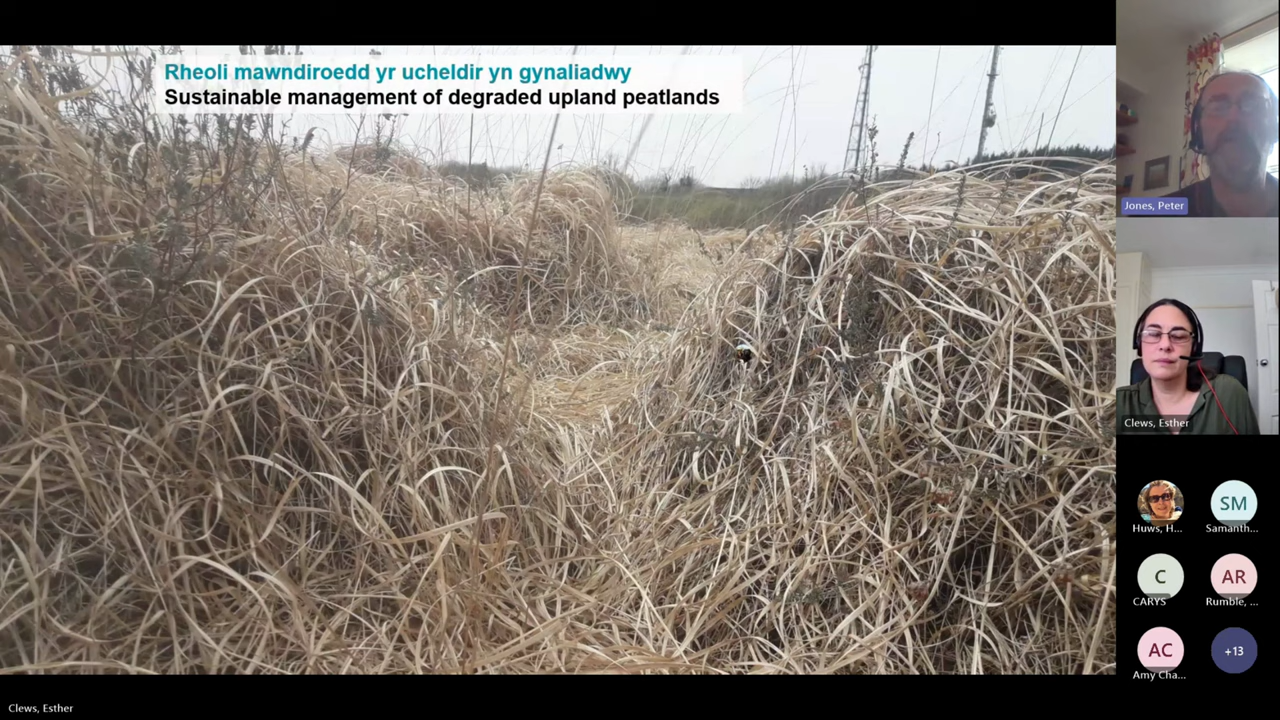 Rheoli mawndiroedd yr ucheldir yn gynaliadwy
Sustainable management of degraded upland peatlands
Jones, Peter
Clews, Esther
Huws, H...
Samanth...
SM
C
CARYS
AR
Rumble, ...
AC
Amy Cha...
+13
Clews, Esther